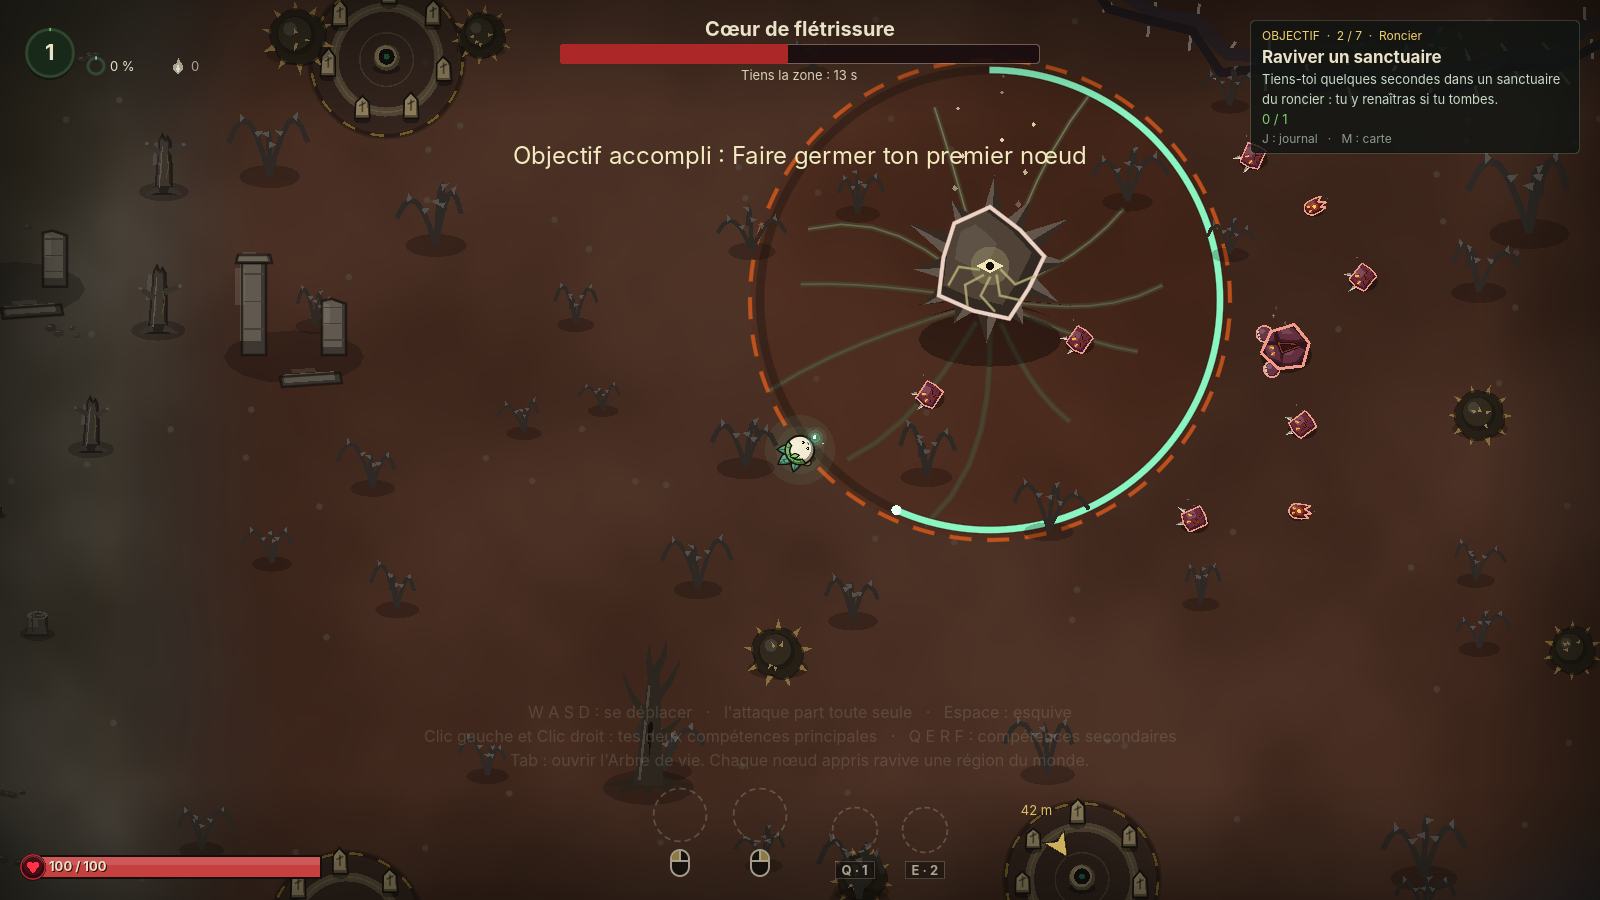 1
0 %
0
Cœur de flétrissure
Tiens la zone : 13 s
OBJECTIF · 2 / 7 · Roncier
Raviver un sanctuaire
Tiens-toi quelques secondes dans un sanctuaire
du roncier : tu y renaîtras si tu tombes.
0 / 1
J : journal · M : carte
Objectif accompli : Faire germer ton premier nœud
W A S D : se déplacer · l'attaque part toute seule · Espace : esquive
Clic gauche et Clic droit : tes deux compétences principales · Q E R F : compétences secondaires
Tab : ouvrir l'Arbre de vie. Chaque nœud appris ravive une région du monde.
42 m
100 / 100
Q · 1
E · 2